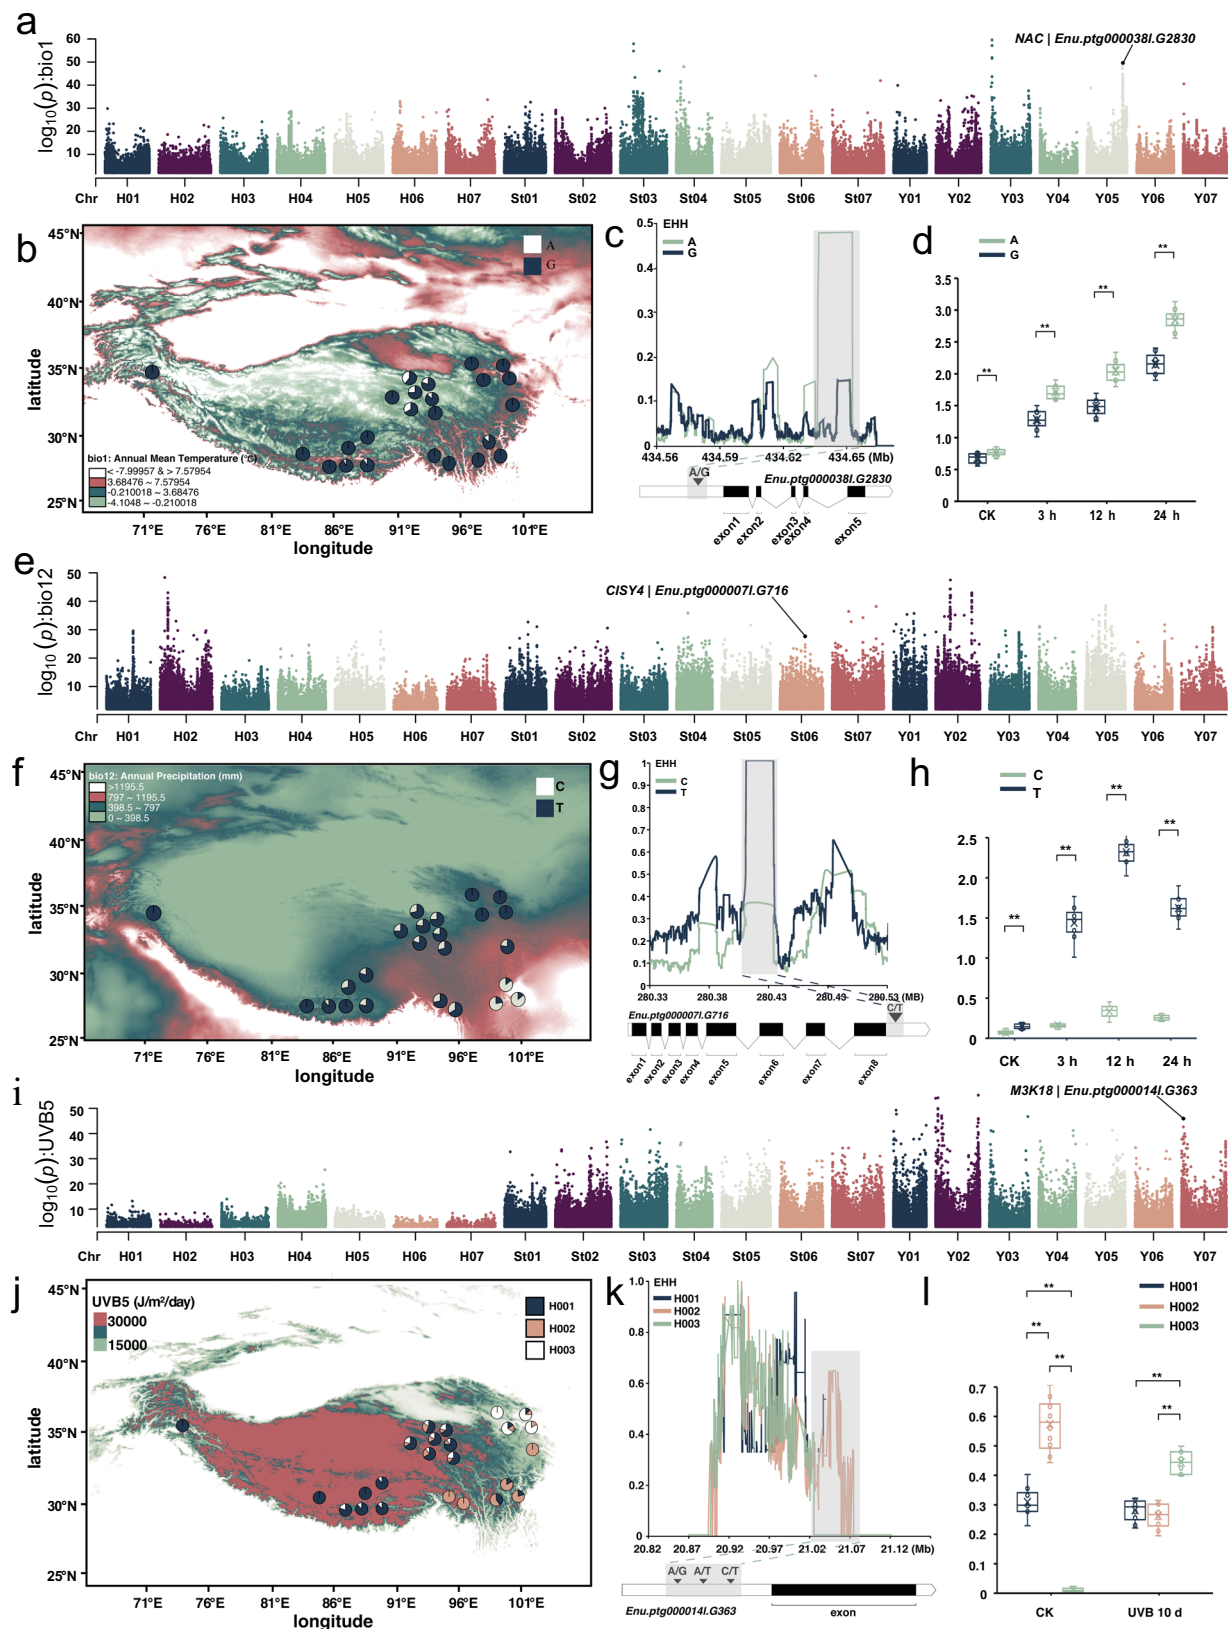 a
log10(p):bio1
60
50
40
30
20
10
NAC | Enu.ptg000038l.G2830
Chr H01 H02 H03 H04 H05 H06 H07 St01 St02 St03 St04 St05 St06 St07 Y01 Y02 Y03 Y04 Y05 Y06 Y07
b
45°N
40°N
35°N
30°N
25°N
latitude
A
G
bio1: Annual Mean Temperature (°C)
< -7.99957 & > 7.57954
3.68476 ~ 7.57954
-0.210018 ~ 3.68476
-4.1048 ~ -0.210018
71°E 76°E 81°E 86°E 91°E 96°E 101°E
longitude
c
EHH
A
G
0.5
0.4
0.3
0.2
0.1
0
434.56 434.59 434.62 434.65 (Mb)
A/G
Enu.ptg000038l.G2830
exon1 exon2 exon3 exon4 exon5
d
A
G
3.5
3.0
2.5
2.0
1.5
1.0
0.5
0
** ** ** **
CK 3 h 12 h 24 h
e
log10 (p):bio12
50
40
30
20
10
CISY4 | Enu.ptg000007l.G716
Chr H01 H02 H03 H04 H05 H06 H07 St01 St02 St03 St04 St05 St06 St07 Y01 Y02 Y03 Y04 Y05 Y06 Y07
f
45°N
40°N
35°N
30°N
25°N
latitude
bio12: Annual Precipitation (mm)
>1195.5
797 ~ 1195.5
398.5 ~ 797
0 ~ 398.5
C
T
71°E 76°E 81°E 86°E 91°E 96°E 101°E
longitude
g
EHH
C
T
1
0.9
0.8
0.7
0.6
0.5
0.4
0.3
0.2
0.1
0
280.33 280.38 280.43 280.43 280.53 (MB)
C/T
Enu.ptg000007l.G716
exon1 exon2 exon3 exon4 exon5 exon6 exon7 exon8
h
C
T
2.5
2.0
1.5
1.0
0.5
0
** ** ** **
CK 3 h 12 h 24 h
i
log10(p):UVB5
50
40
30
20
10
M3K18 | Enu.ptg000014l.G363
Chr H01 H02 H03 H04 H05 H06 H07 St01 St02 St03 St04 St05 St06 St07 Y01 Y02 Y03 Y04 Y05 Y06 Y07
j
45°N
40°N
35°N
30°N
25°N
latitude
UVB5 (J/m²/day)
30000
15000
H001
H002
H003
71°E 76°E 81°E 86°E 91°E 96°E 101°E
longitude
k
EHH
H001
H002
H003
1.0
0.8
0.6
0.4
0.2
0
20.82 20.87 20.92 20.97 21.02 21.07 21.12 (Mb)
A/G A/T C/T
Enu.ptg000014l.G363
exon
l
H001
H002
H003
0.7
0.6
0.5
0.4
0.3
0.2
0.1
0
** ** ** ** **
CK UVB 10 d